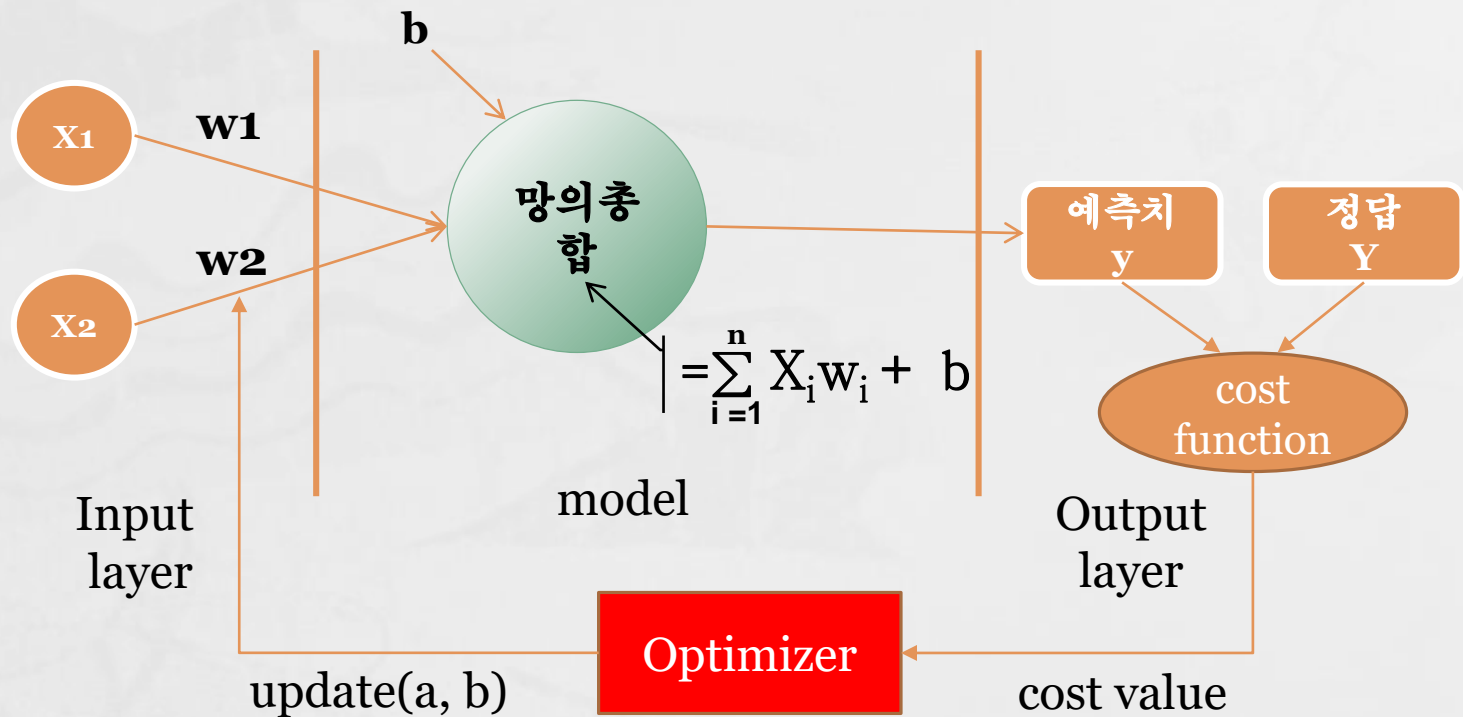 b
X1
w1
망의총
합
예측치
y
정답
Y
w2
X2
n
=∑ Xᵢwᵢ + b
i =1
cost
function
model
Input
layer
Output
layer
Optimizer
update(a, b)
cost value